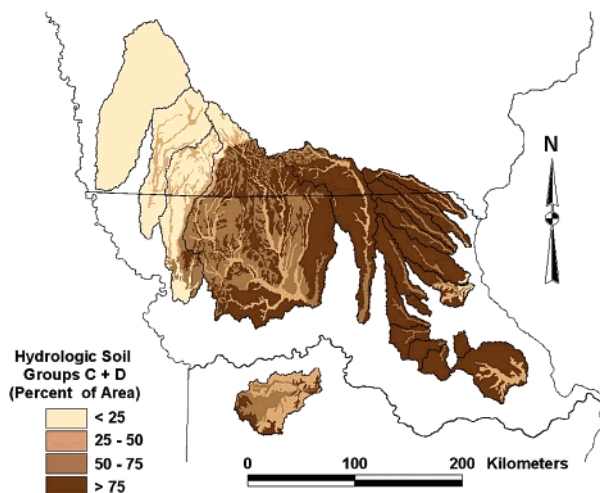 N
Hydrologic Soil
Groups C + D
(Percent of Area)
< 25
25 - 50
50 - 75
> 75
0 100 200 Kilometers